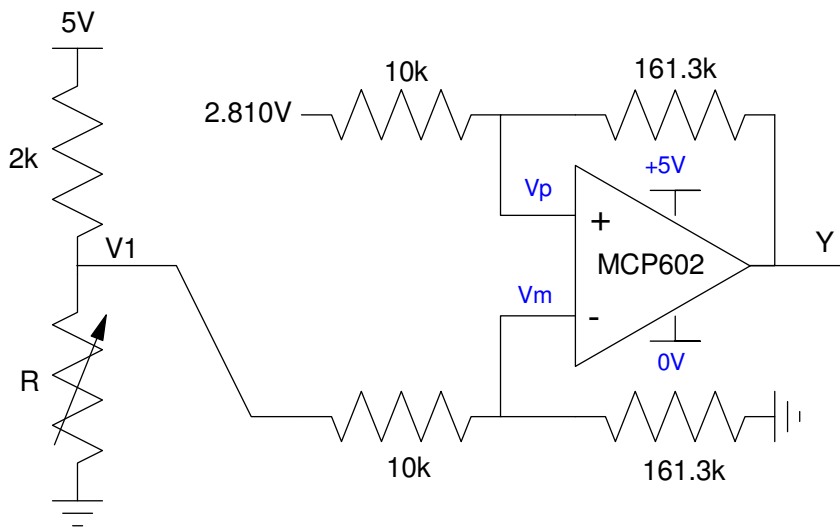 5V
10k
161.3k
2.810V
2k
Vp
+5V
+
Y
V1
MCP602
Vm
-
0V
R
10k
161.3k